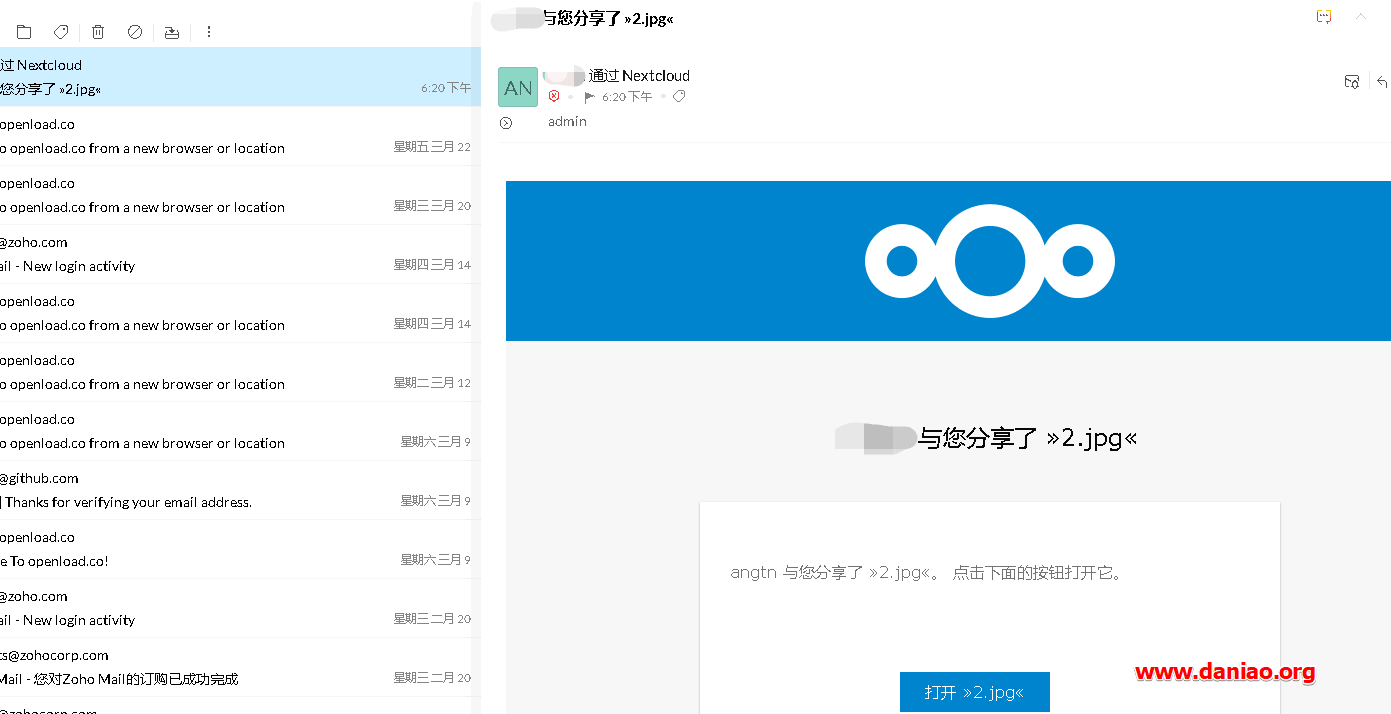 过 Nextcloud
您分享了 »2.jpg«
6:20 下午
openload.co
o openload.co from a new browser or location
星期五 三月 22
openload.co
o openload.co from a new browser or location
星期三 三月 20
@zoho.com
ail - New login activity
星期四 三月 14
openload.co
o openload.co from a new browser or location
星期四 三月 14
openload.co
o openload.co from a new browser or location
星期二 三月 12
openload.co
o openload.co from a new browser or location
星期六 三月 9
@github.com
] Thanks for verifying your email address.
星期六 三月 9
openload.co
e To openload.co!
星期六 三月 9
@zoho.com
ail - New login activity
星期三 二月 20
ts@zohocorp.com
Mail - 您对Zoho Mail的订购已成功完成
星期三 二月 20
@zohocorp.com
与您分享了 »2.jpg«
AN
通过 Nextcloud
6:20 下午
admin
与您分享了 »2.jpg«
angtn 与您分享了 »2.jpg«。 点击下面的按钮打开它。
打开 »2.jpg«
www.daniao.org